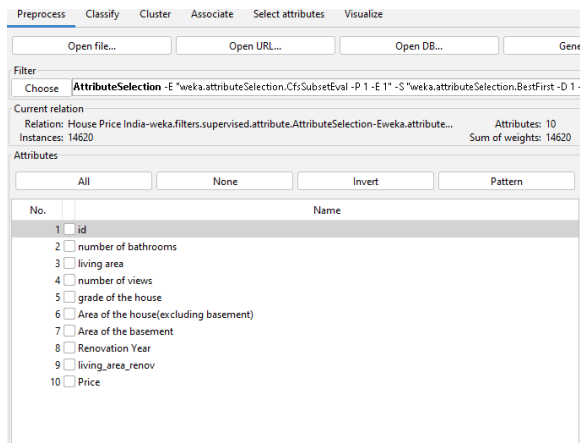 Preprocess Classify Cluster Associate Select attributes Visualize
Open file... Open URL... Open DB... Gene
Filter
Choose AttributeSelection -E "weka.attributeSelection.CfsSubsetEval -P 1 -E 1" -S "weka.attributeSelection.BestFirst -D 1 -
Current relation
Relation: House Price India-weka.filters.supervised.attribute.AttributeSelection-Eweka.attribute... Attributes: 10
Instances: 14620 Sum of weights: 14620
Attributes
All None Invert Pattern
No. Name
1 id
2 number of bathrooms
3 living area
4 number of views
5 grade of the house
6 Area of the house(excluding basement)
7 Area of the basement
8 Renovation Year
9 living_area_renov
10 Price